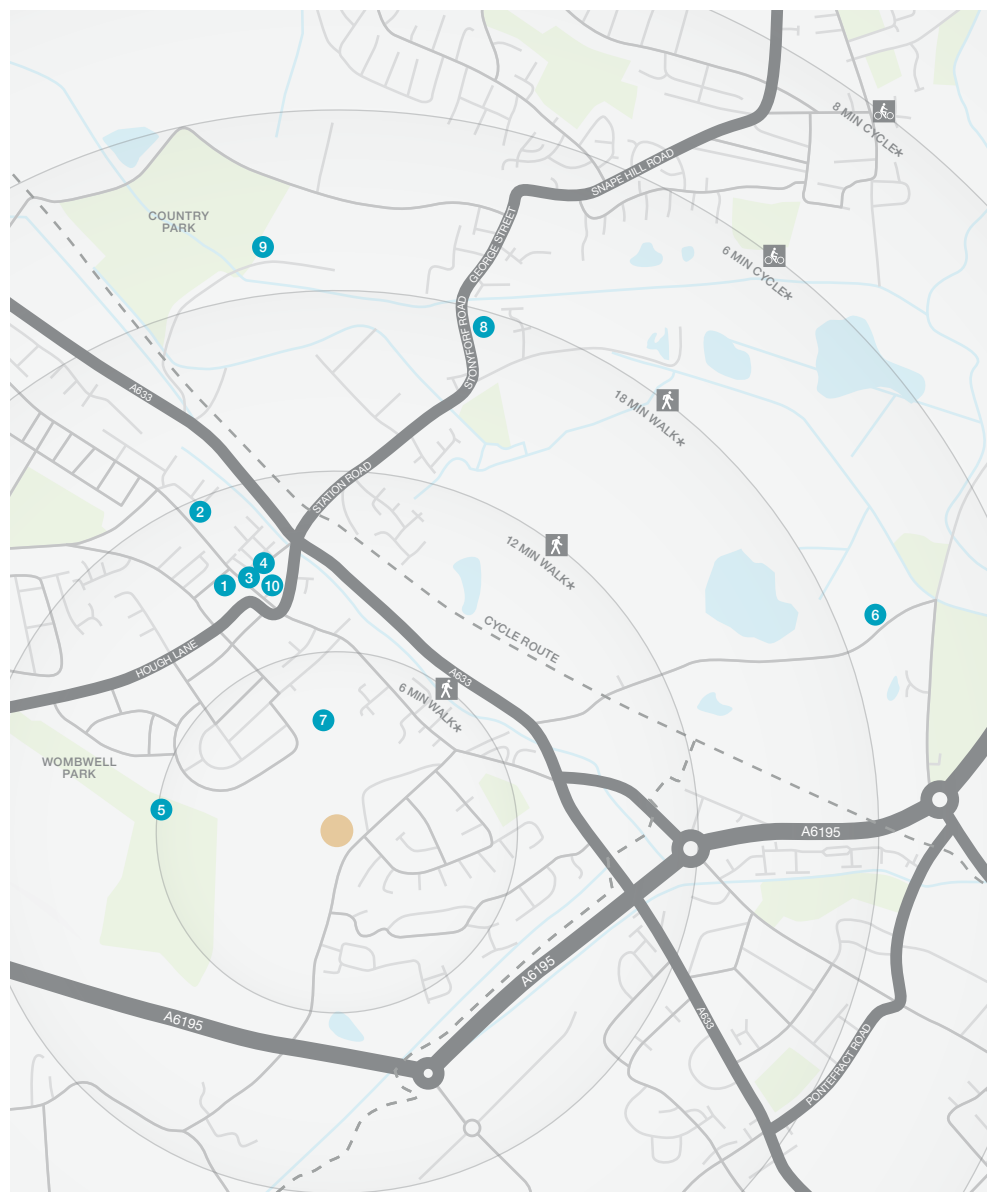 8 MIN CYCLE*
SNAPE HILL ROAD
COUNTRY
PARK
9
GEORGE STREET
6 MIN CYCLE*
STONYFORF ROAD
8
A633
18 MIN WALK*
STATION ROAD
2
12 MIN WALK*
4
3
1
10
6
CYCLE ROUTE
HOUGH LANE
A633
6 MIN WALK*
7
WOMBWELL
PARK
5
A6195
A6195
A6195
A633
PONTEFRACT ROAD